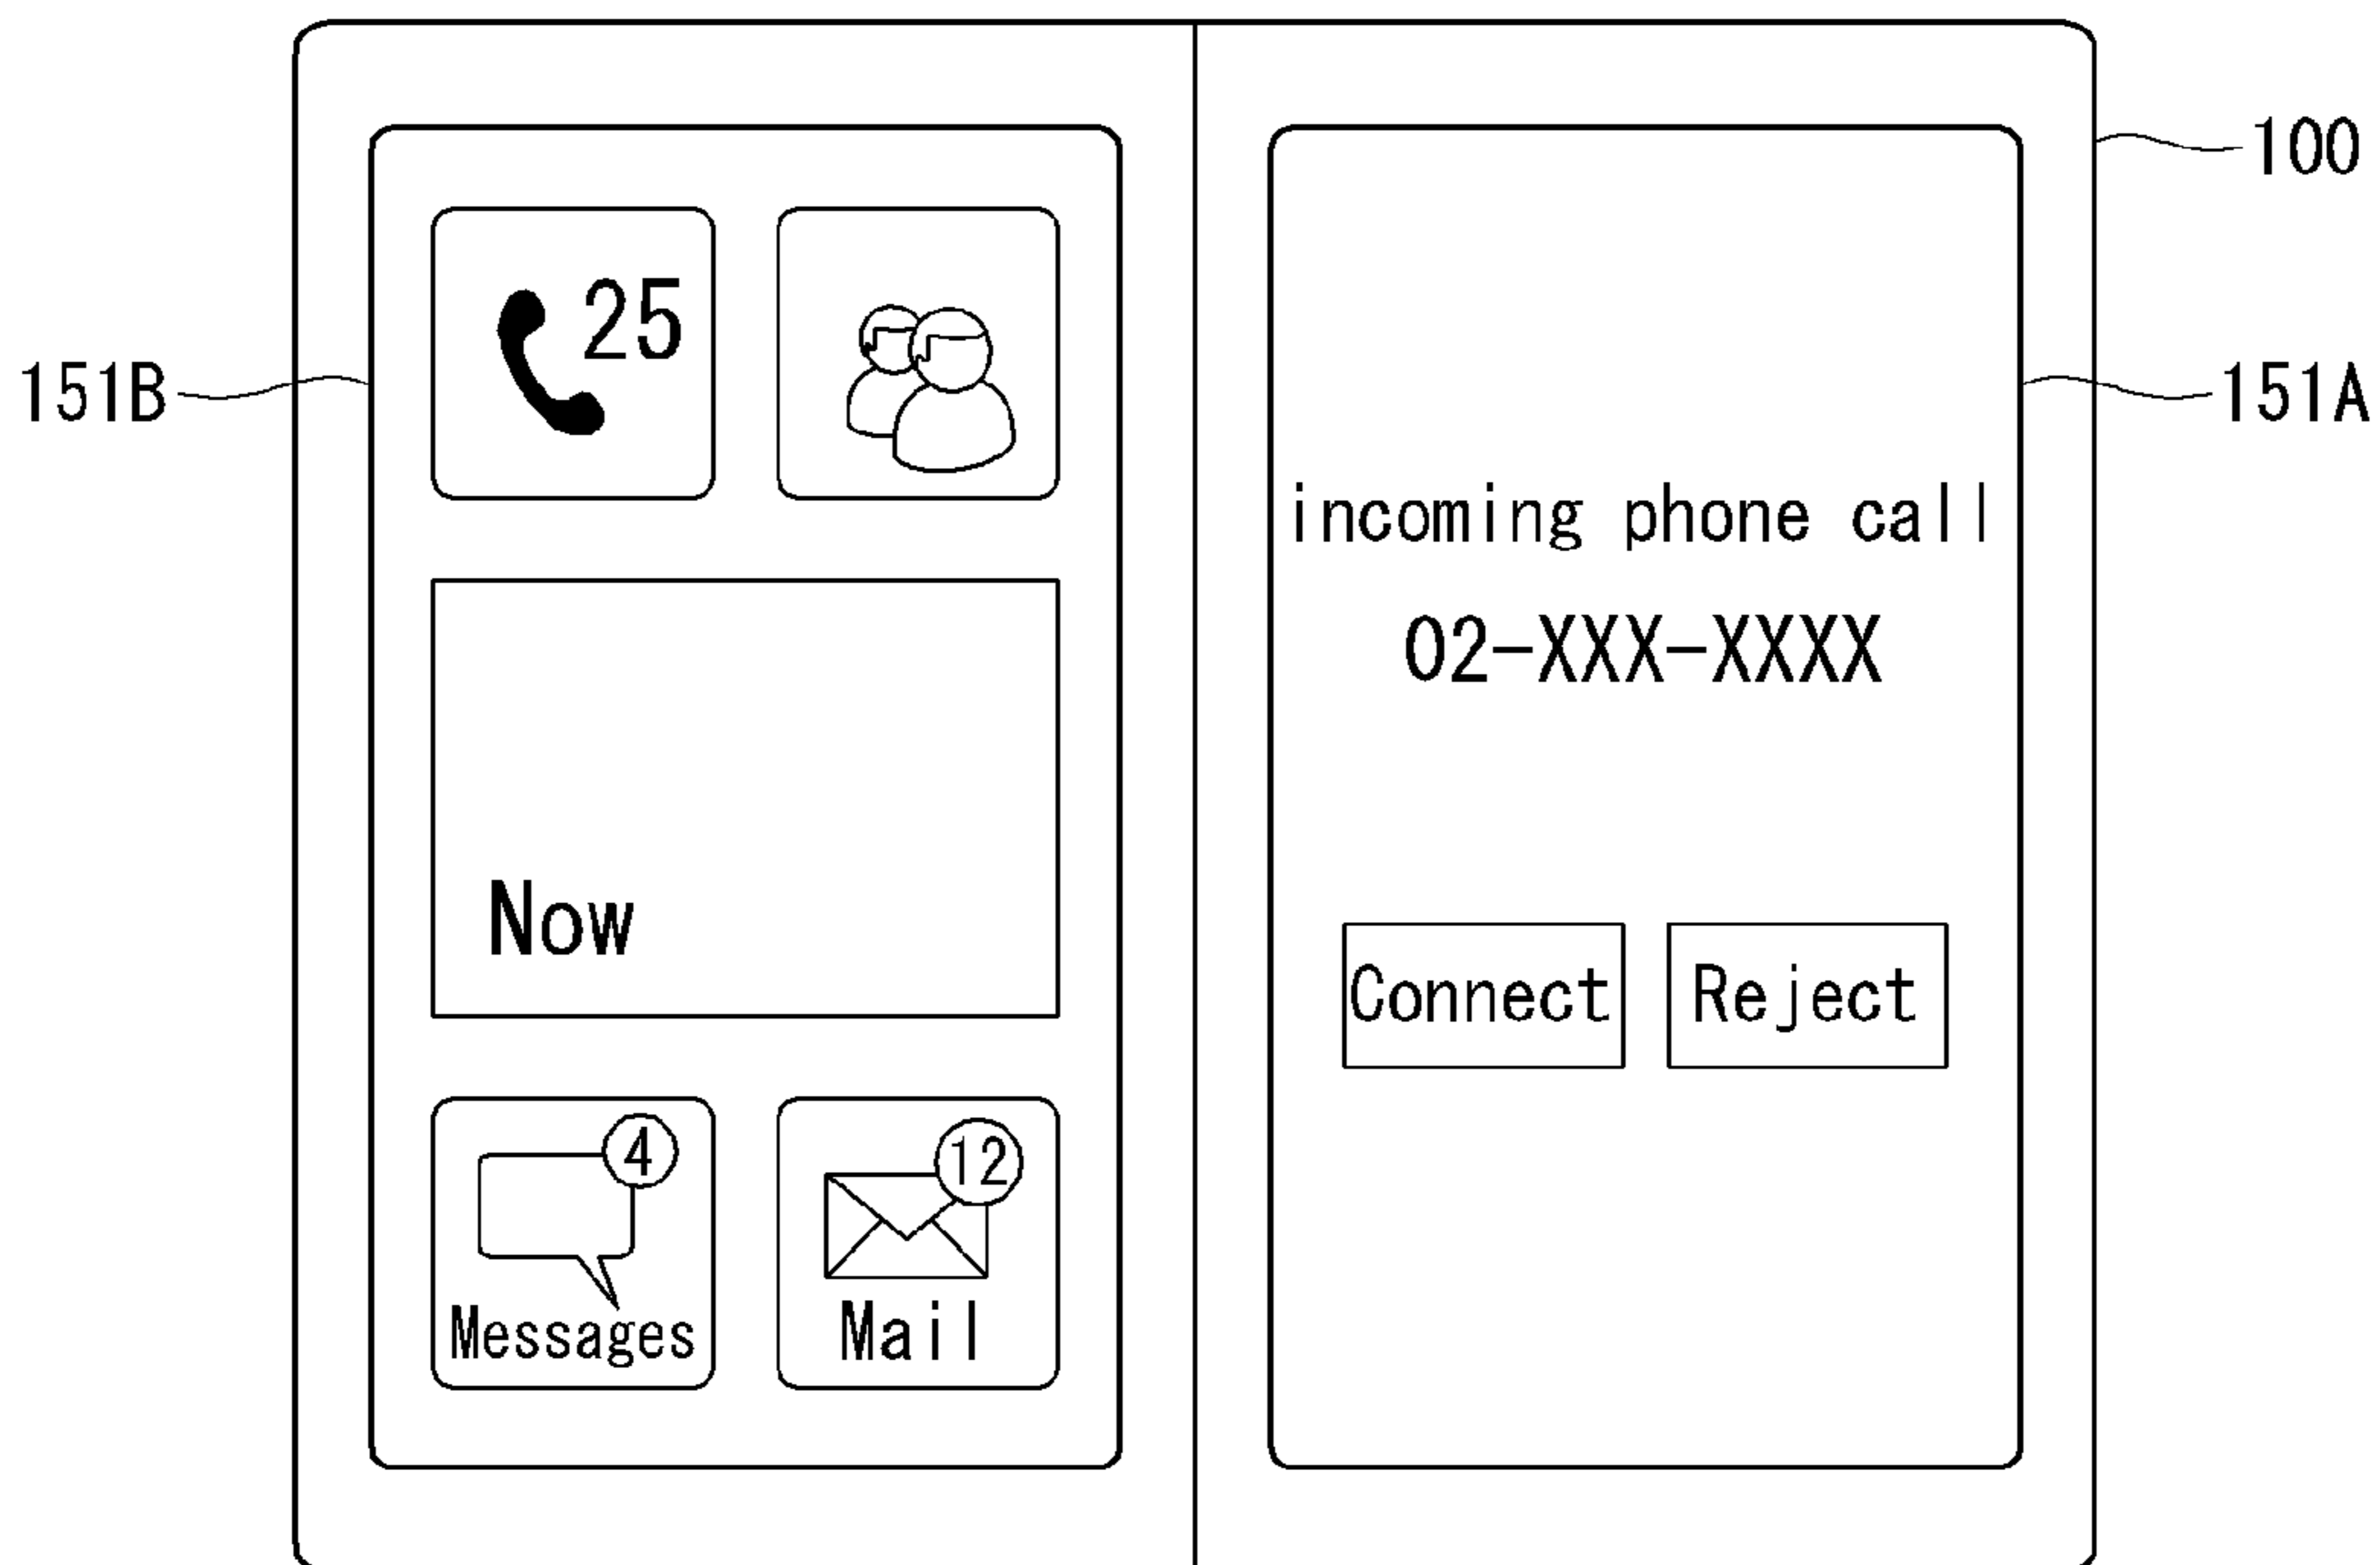 100
25
151B
151A
incoming phone call
02-XXX-XXXX
Now
Connect Reject
4 12
Messages Mail